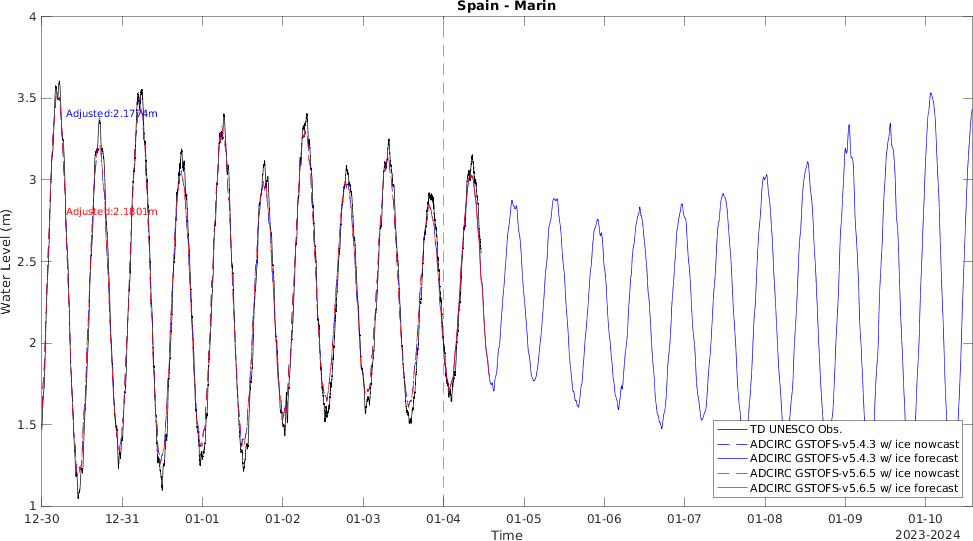 Spain - Marin
4
3.5
3
2.5
2
1.5
1
Water Level (m)
Adjusted:2.1774m
Adjusted:2.1801m
TD UNESCO Obs.
ADCIRC GSTOFS-v5.4.3 w/ ice nowcast
ADCIRC GSTOFS-v5.4.3 w/ ice forecast
ADCIRC GSTOFS-v5.6.5 w/ ice nowcast
ADCIRC GSTOFS-v5.6.5 w/ ice forecast
12-30 12-31 01-01 01-02 01-03 01-04 01-05 01-06 01-07 01-08 01-09 01-10
Time
2023-2024